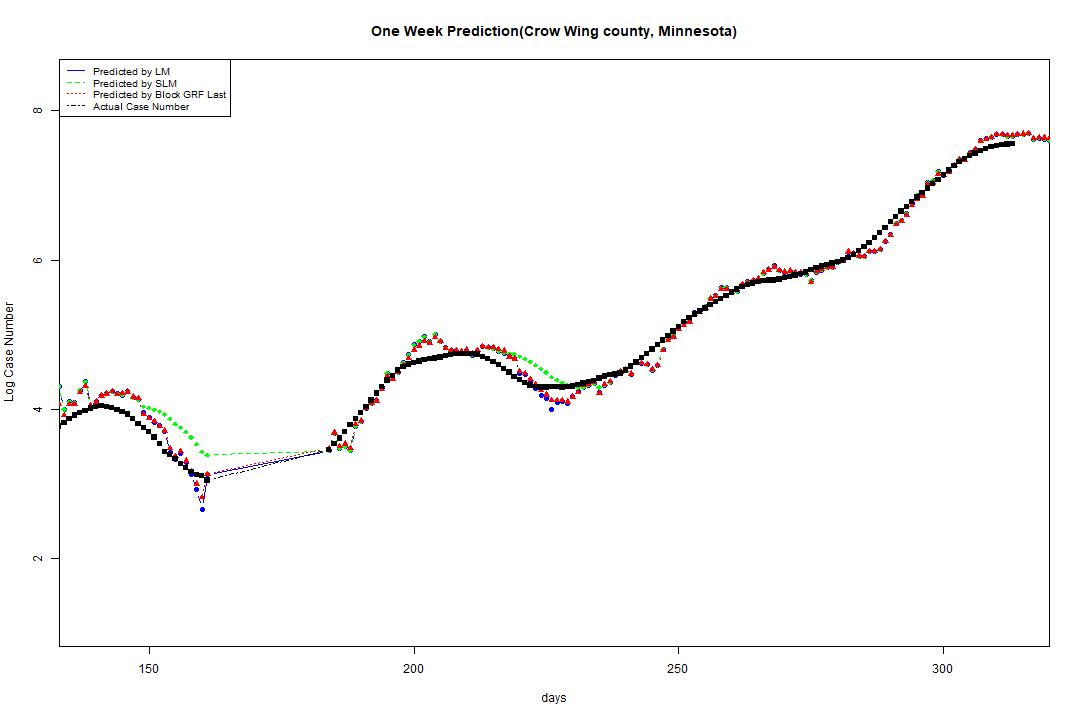 One Week Prediction(Crow Wing county, Minnesota)
Predicted by LM
Predicted by SLM
Predicted by Block GRF Last
Actual Case Number
8
6
4
2
Log Case Number
150 200 250 300
days